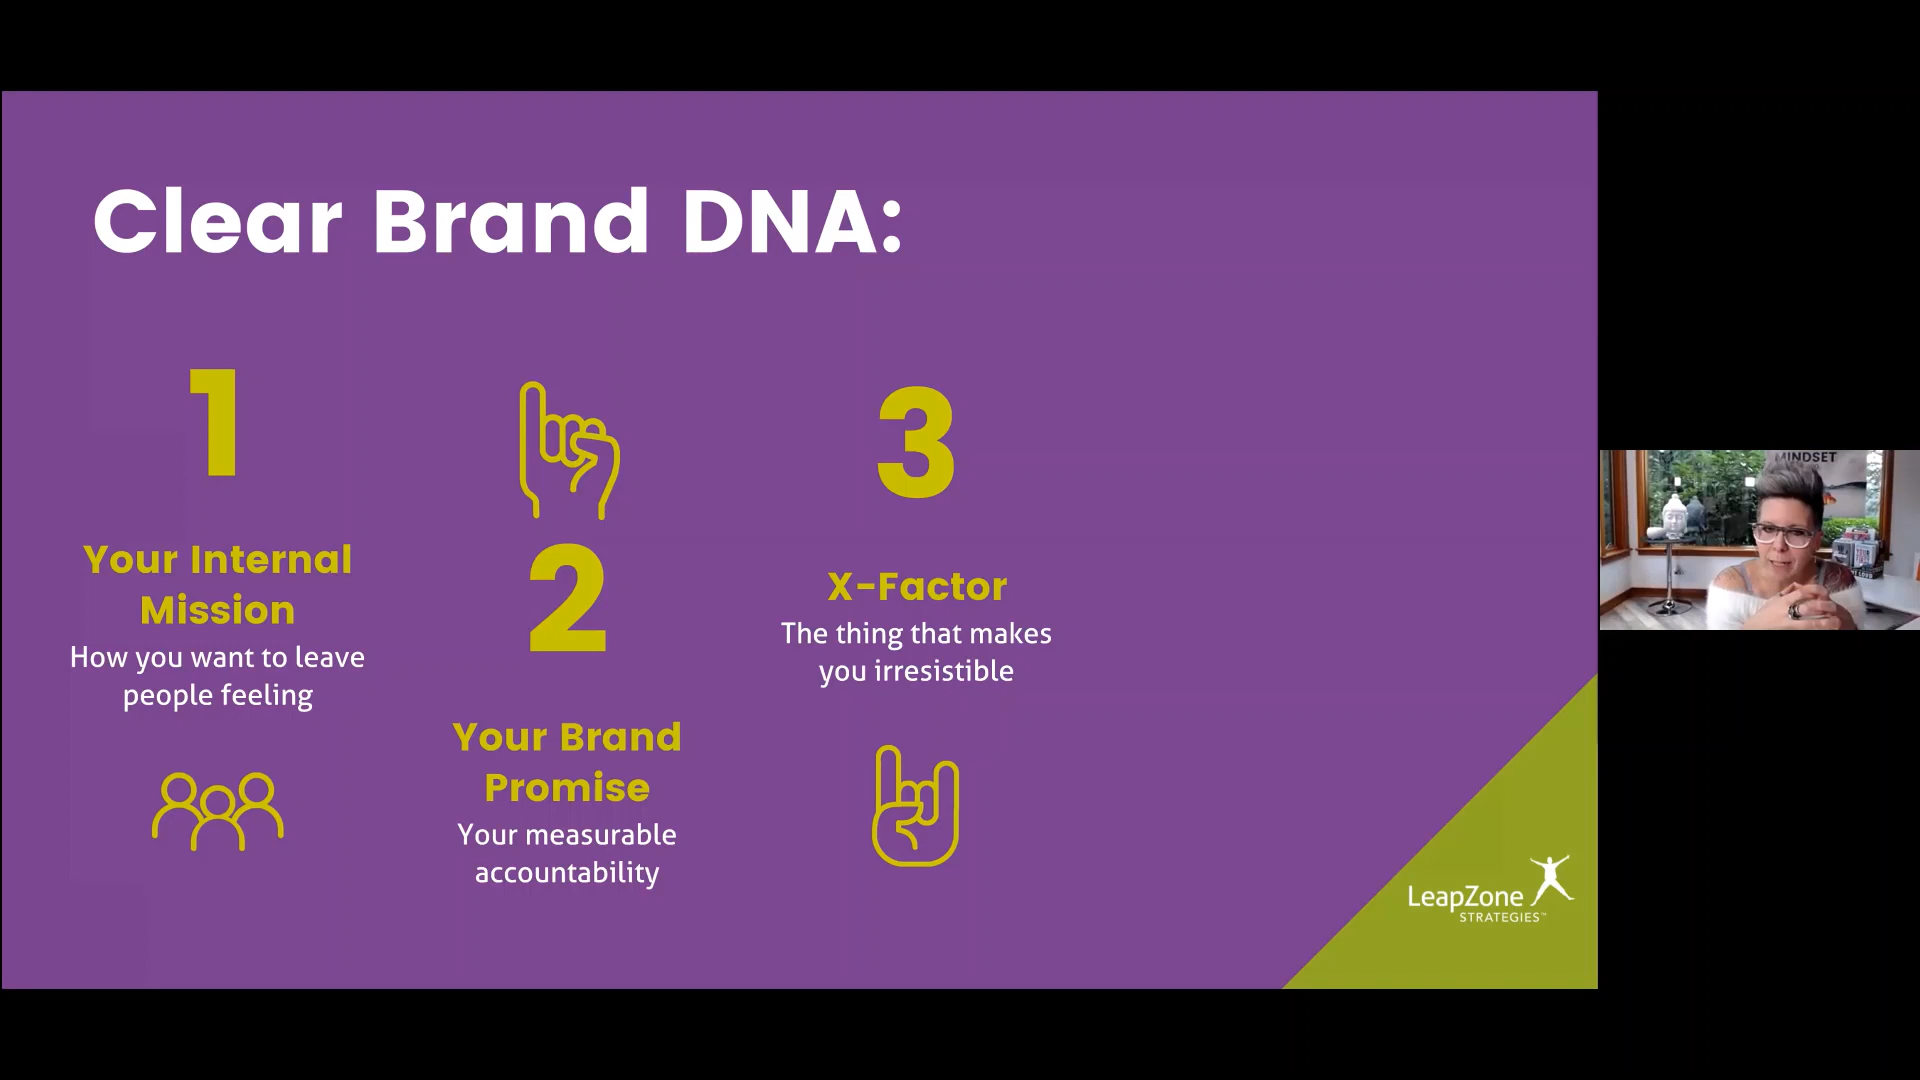 Clear Brand DNA:
1
Your Internal
Mission
How you want to leave
people feeling
2
Your Brand
Promise
Your measurable
accountability
3
X-Factor
The thing that makes
you irresistible
LeapZone
STRATEGIES™
MINDSET